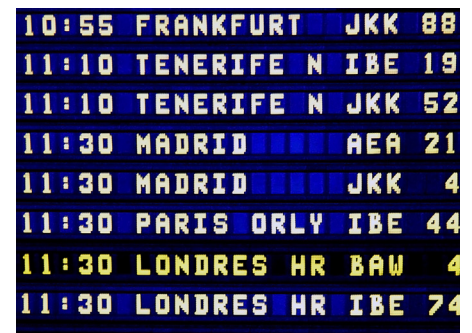 10:55 FRANKFURT JKK 88
11:10 TENERIFE N IBE 19
11:10 TENERIFE N JKK 52
11:30 MADRID AEA 21
11:30 MADRID JKK 4
11:30 PARIS ORLY IBE 44
11:30 LONDRES HR BAW 4
11:30 LONDRES HR IBE 74